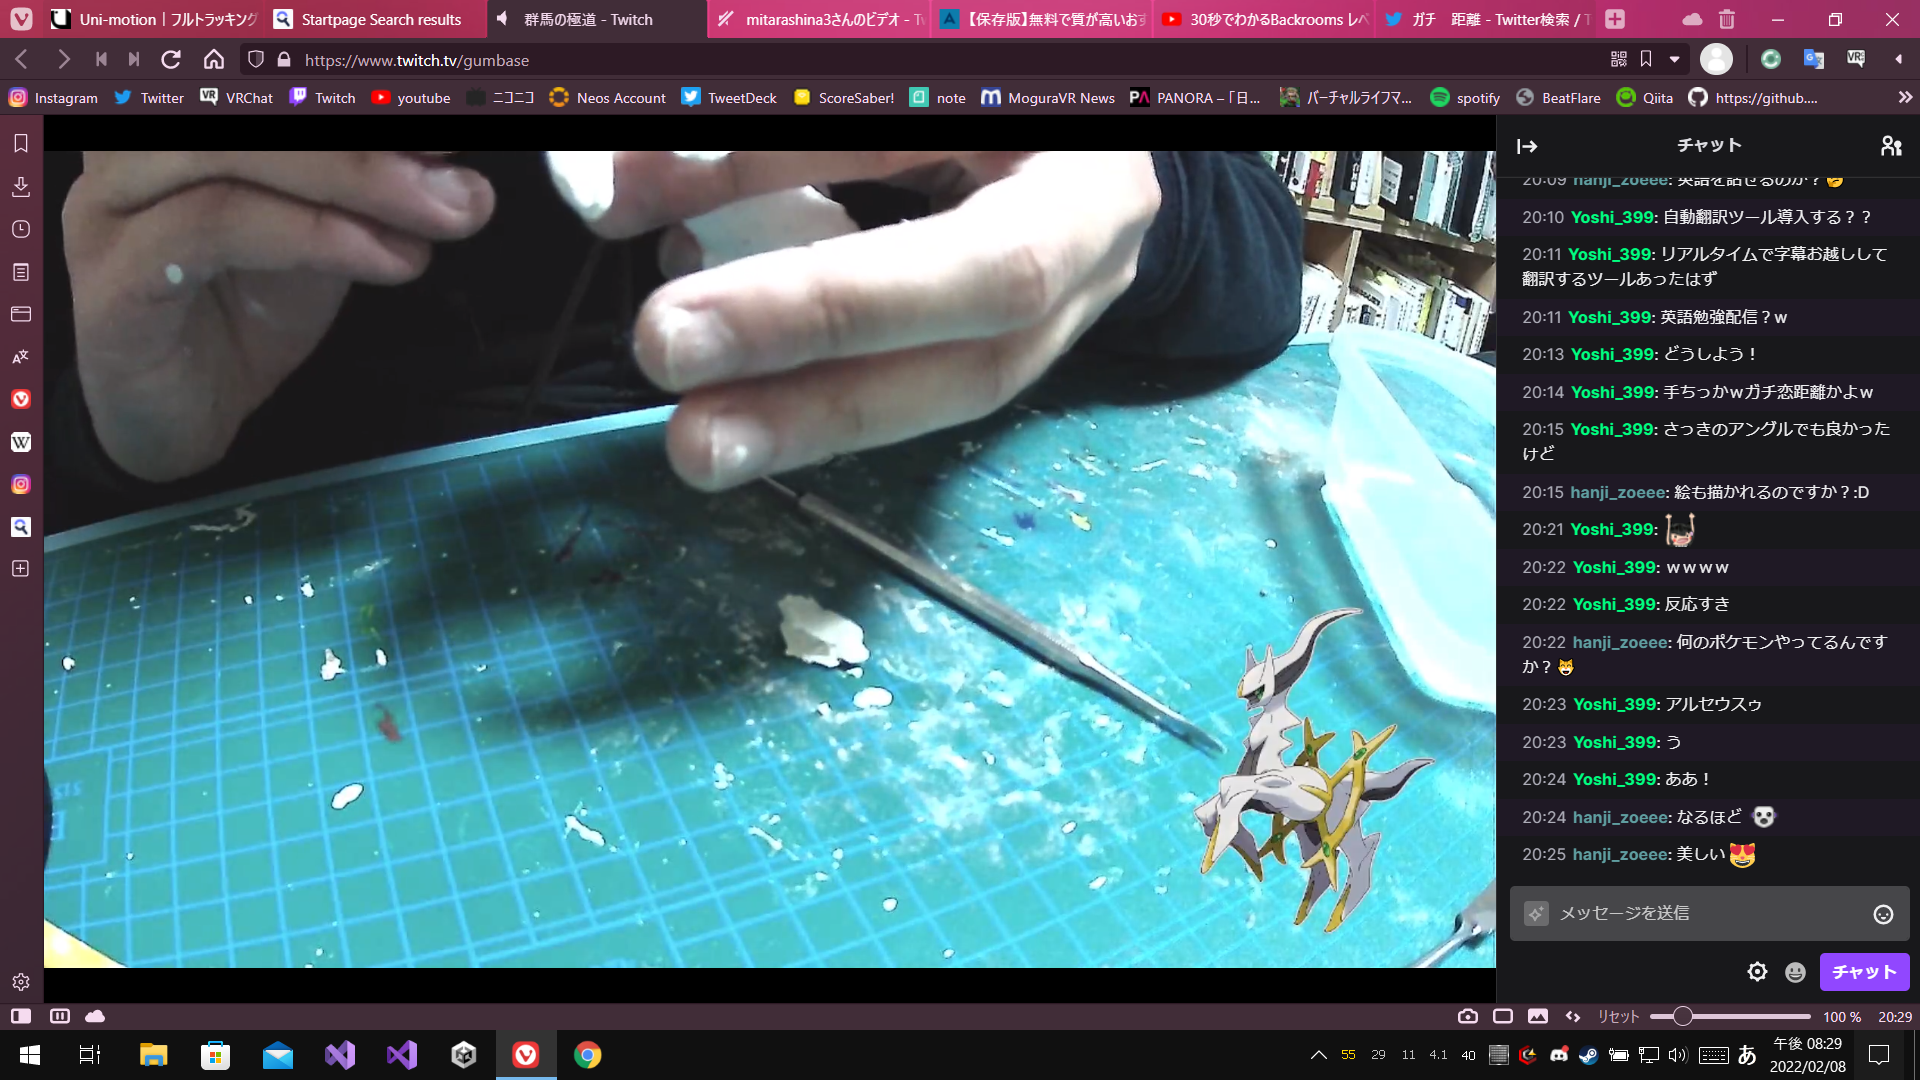 Uni-motion | フルトラッキング
Startpage Search results
群馬の極道 - Twitch
mitarashina3さんのビデオ - Tw
【保存版】無料で質が高いおす
30秒でわかるBackrooms レベ
ガチ 距離 - Twitter検索 / T
https://www.twitch.tv/gumbase
Instagram
Twitter
VRChat
Twitch
youtube
ニコニコ
Neos Account
TweetDeck
ScoreSaber!
note
MoguraVR News
PANORA – 「日...
バーチャルライフマ...
spotify
BeatFlare
Qiita
https://github....
チャット
20:09 hanji_zoeee: 英語を話せるのか？
20:10 Yoshi_399: 自動翻訳ツール導入する？？
20:11 Yoshi_399: リアルタイムで字幕お越しして
翻訳するツールあったはず
20:11 Yoshi_399: 英語勉強配信？w
20:13 Yoshi_399: どうしよう！
20:14 Yoshi_399: 手ちっかwガチ恋距離かよw
20:15 Yoshi_399: さっきのアングルでも良かった
けど
20:15 hanji_zoeee: 絵も描かれるのですか？:D
20:21 Yoshi_399:
20:22 Yoshi_399: ｗｗｗｗ
20:22 Yoshi_399: 反応すき
20:22 hanji_zoeee: 何のポケモンやってるんです
か？
20:23 Yoshi_399: アルセウスゥ
20:23 Yoshi_399: う
20:24 Yoshi_399: ああ！
20:24 hanji_zoeee: なるほど
20:25 hanji_zoeee: 美しい
メッセージを送信
チャット
リセット
100 %
20:29
55 29 11 4.1 40
あ
午後 08:29
2022/02/08